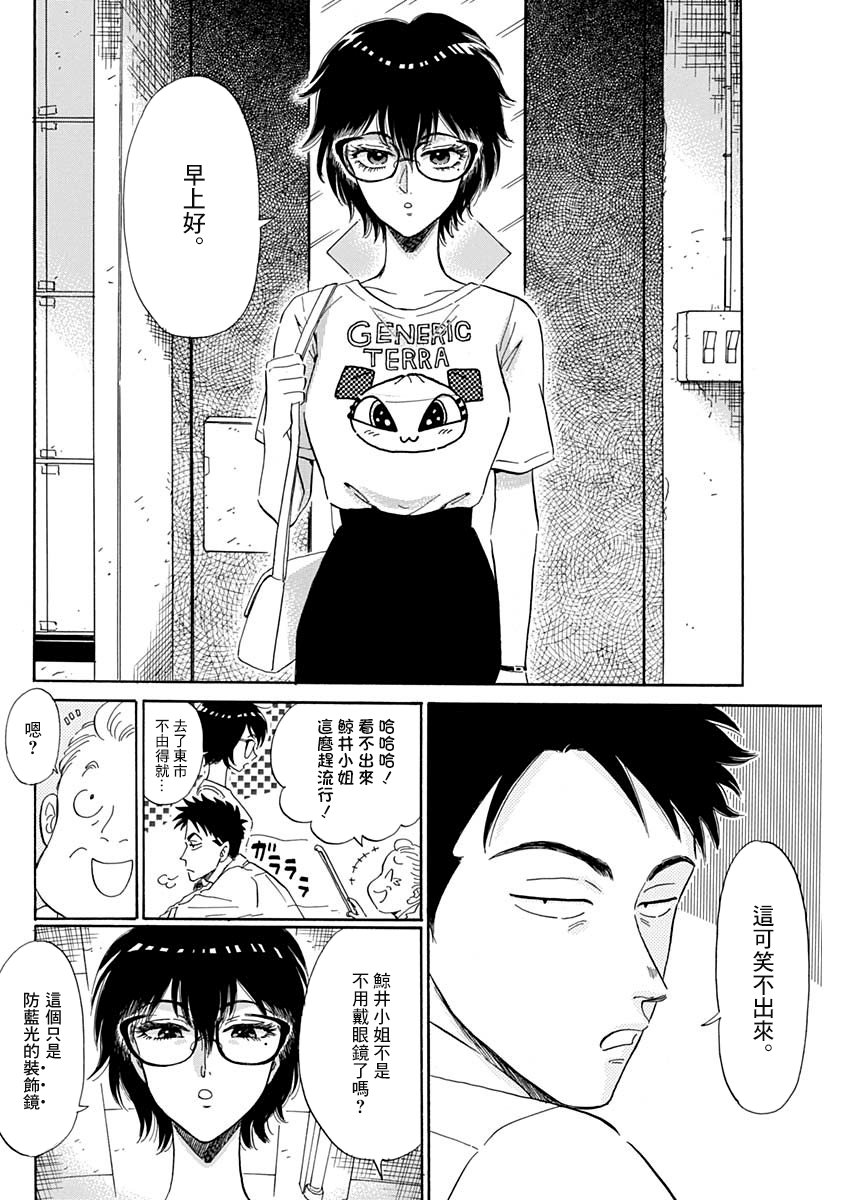 早上好。
GENERIC
TERRA
這可笑不出來。
哈哈哈！
看不出來
鯨井小姐
這麼趕流行！
ガラララ
去了東市
不由得就…
嗯？
鯨井小姐不是
不用戴眼鏡了嗎？
這個只是
防藍光的裝飾鏡